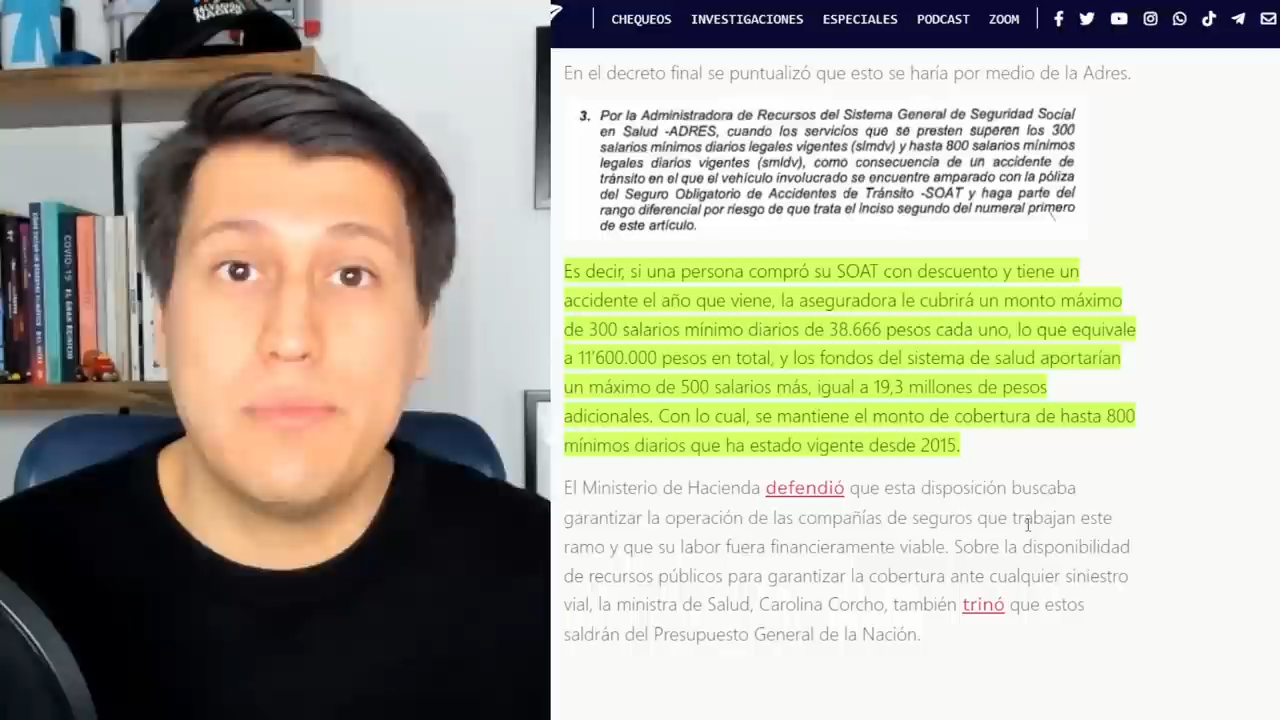 SALVACIÓN
NACION
COVID-19: EL GRAN REINICIO
CHEQUEOS INVESTIGACIONES ESPECIALES PODCAST ZOOM
En el decreto final se puntualizó que esto se haría por medio de la Adres.
3. Por la Administradora de Recursos del Sistema General de Seguridad Social
en Salud -ADRES, cuando los servicios que se presten superen los 300
salarios mínimos diarios legales vigentes (slmdv) y hasta 800 salarios mínimos
legales diarios vigentes (smldv), como consecuencia de un accidente de
tránsito en el que el vehículo involucrado se encuentre amparado con la póliza
del Seguro Obligatorio de Accidentes de Tránsito -SOAT y haga parte del
rango diferencial por riesgo de que trata el inciso segundo del numeral primero
de este artículo.
Es decir, si una persona compró su SOAT con descuento y tiene un
accidente el año que viene, la aseguradora le cubrirá un monto máximo
de 300 salarios mínimo diarios de 38.666 pesos cada uno, lo que equivale
a 11'600.000 pesos en total, y los fondos del sistema de salud aportarían
un máximo de 500 salarios más, igual a 19,3 millones de pesos
adicionales. Con lo cual, se mantiene el monto de cobertura de hasta 800
mínimos diarios que ha estado vigente desde 2015.
El Ministerio de Hacienda defendió que esta disposición buscaba
garantizar la operación de las compañías de seguros que trabajan este
ramo y que su labor fuera financieramente viable. Sobre la disponibilidad
de recursos públicos para garantizar la cobertura ante cualquier siniestro
vial, la ministra de Salud, Carolina Corcho, también trinó que estos
saldrán del Presupuesto General de la Nación.